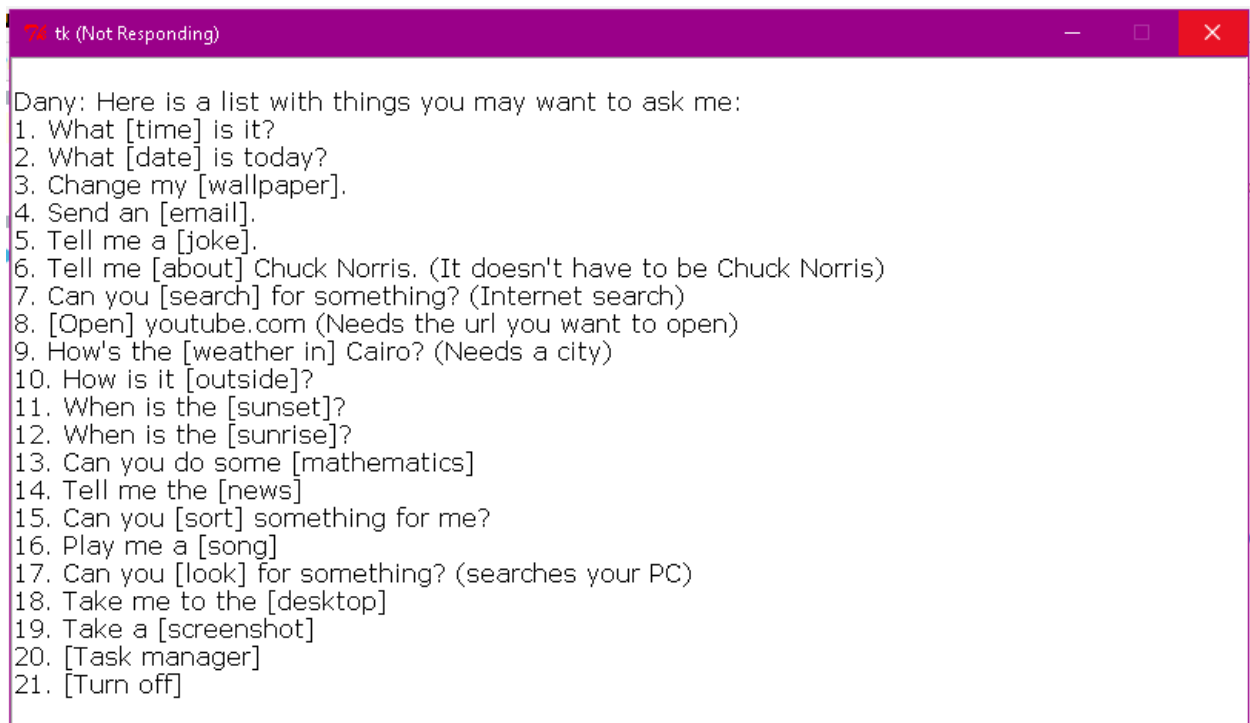 tk (Not Responding)
Dany: Here is a list with things you may want to ask me:
1. What [time] is it?
2. What [date] is today?
3. Change my [wallpaper].
4. Send an [email].
5. Tell me a [joke].
6. Tell me [about] Chuck Norris. (It doesn't have to be Chuck Norris)
7. Can you [search] for something? (Internet search)
8. [Open] youtube.com (Needs the url you want to open)
9. How's the [weather in] Cairo? (Needs a city)
10. How is it [outside]?
11. When is the [sunset]?
12. When is the [sunrise]?
13. Can you do some [mathematics]
14. Tell me the [news]
15. Can you [sort] something for me?
16. Play me a [song]
17. Can you [look] for something? (searches your PC)
18. Take me to the [desktop]
19. Take a [screenshot]
20. [Task manager]
21. [Turn off]